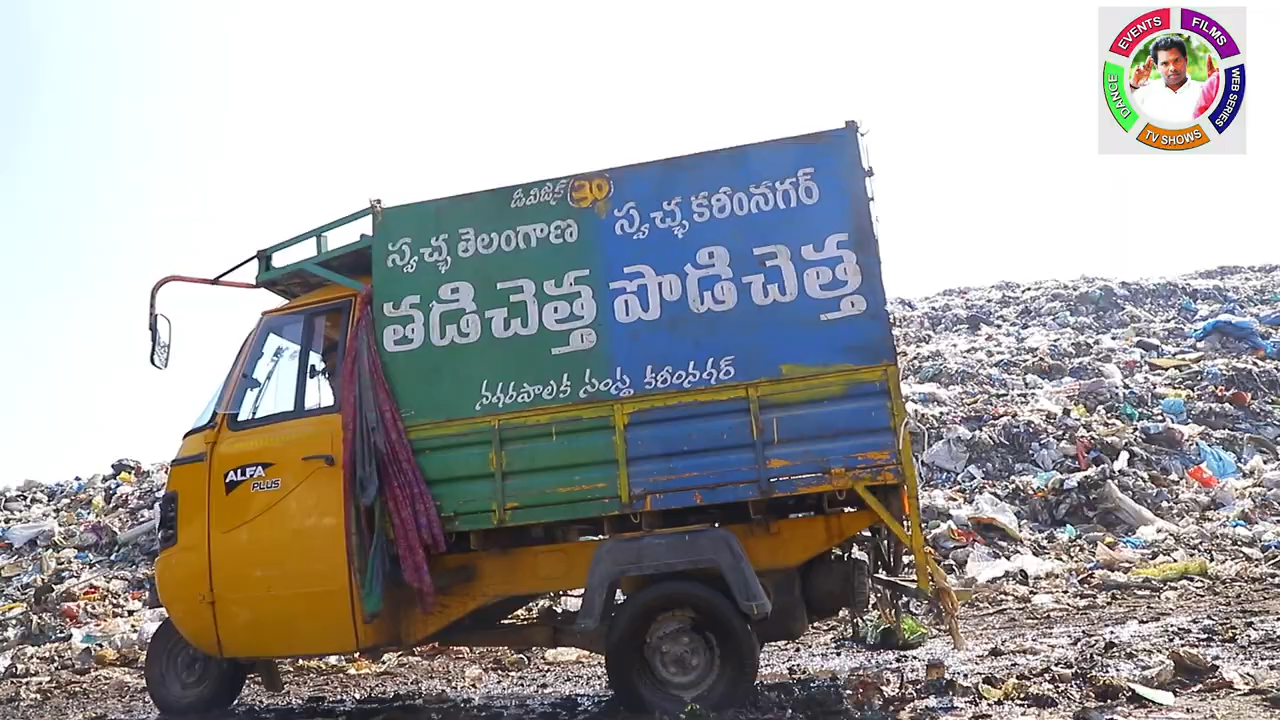 డివిజన్ 30
స్వచ్ఛ తెలంగాణ
స్వచ్ఛ కరీంనగర్
తడిచెత్త పొడిచెత్త
నగరపాలక సంస్థ కరీంనగర్
ALFA
PLUS
EVENTS
FILMS
DANCE
WEB SERIES
TV SHOWS